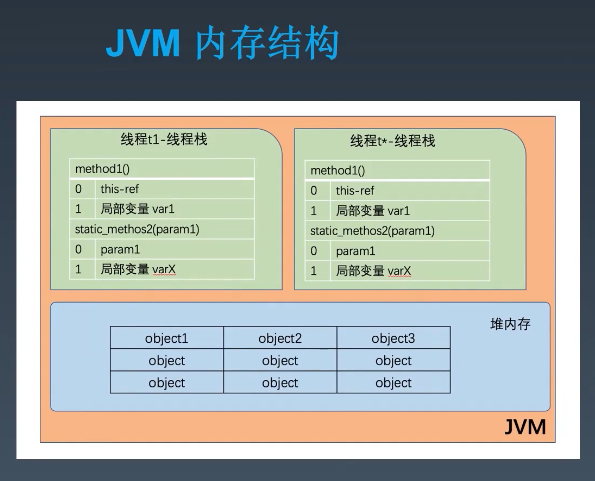 JVM 内存结构
线程t1-线程栈
method1()
0 this-ref
1 局部变量 var1
static_methos2(param1)
0 param1
1 局部变量 varX
线程t*-线程栈
method1()
0 this-ref
1 局部变量 var1
static_methos2(param1)
0 param1
1 局部变量 varX
堆内存
object1 object2 object3
object object object
object object object
JVM